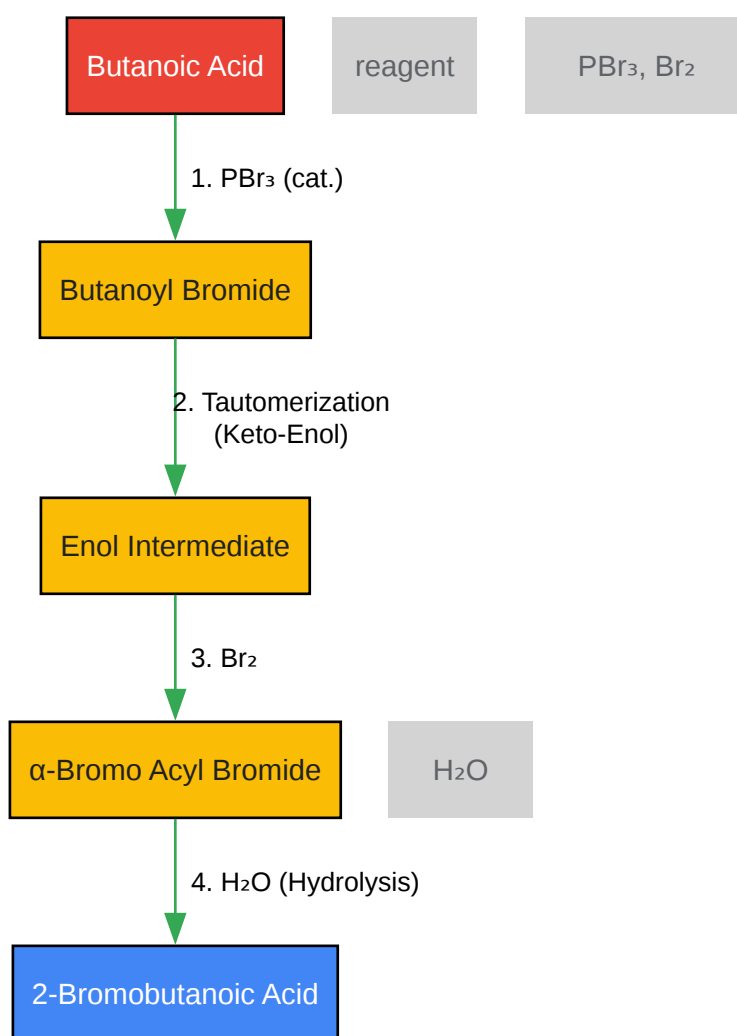 Butanoic Acid
reagent
PBr₃, Br₂
1. PBr₃ (cat.)
Butanoyl Bromide
2. Tautomerization
(Keto-Enol)
Enol Intermediate
3. Br₂
α-Bromo Acyl Bromide
H₂O
4. H₂O (Hydrolysis)
2-Bromobutanoic Acid